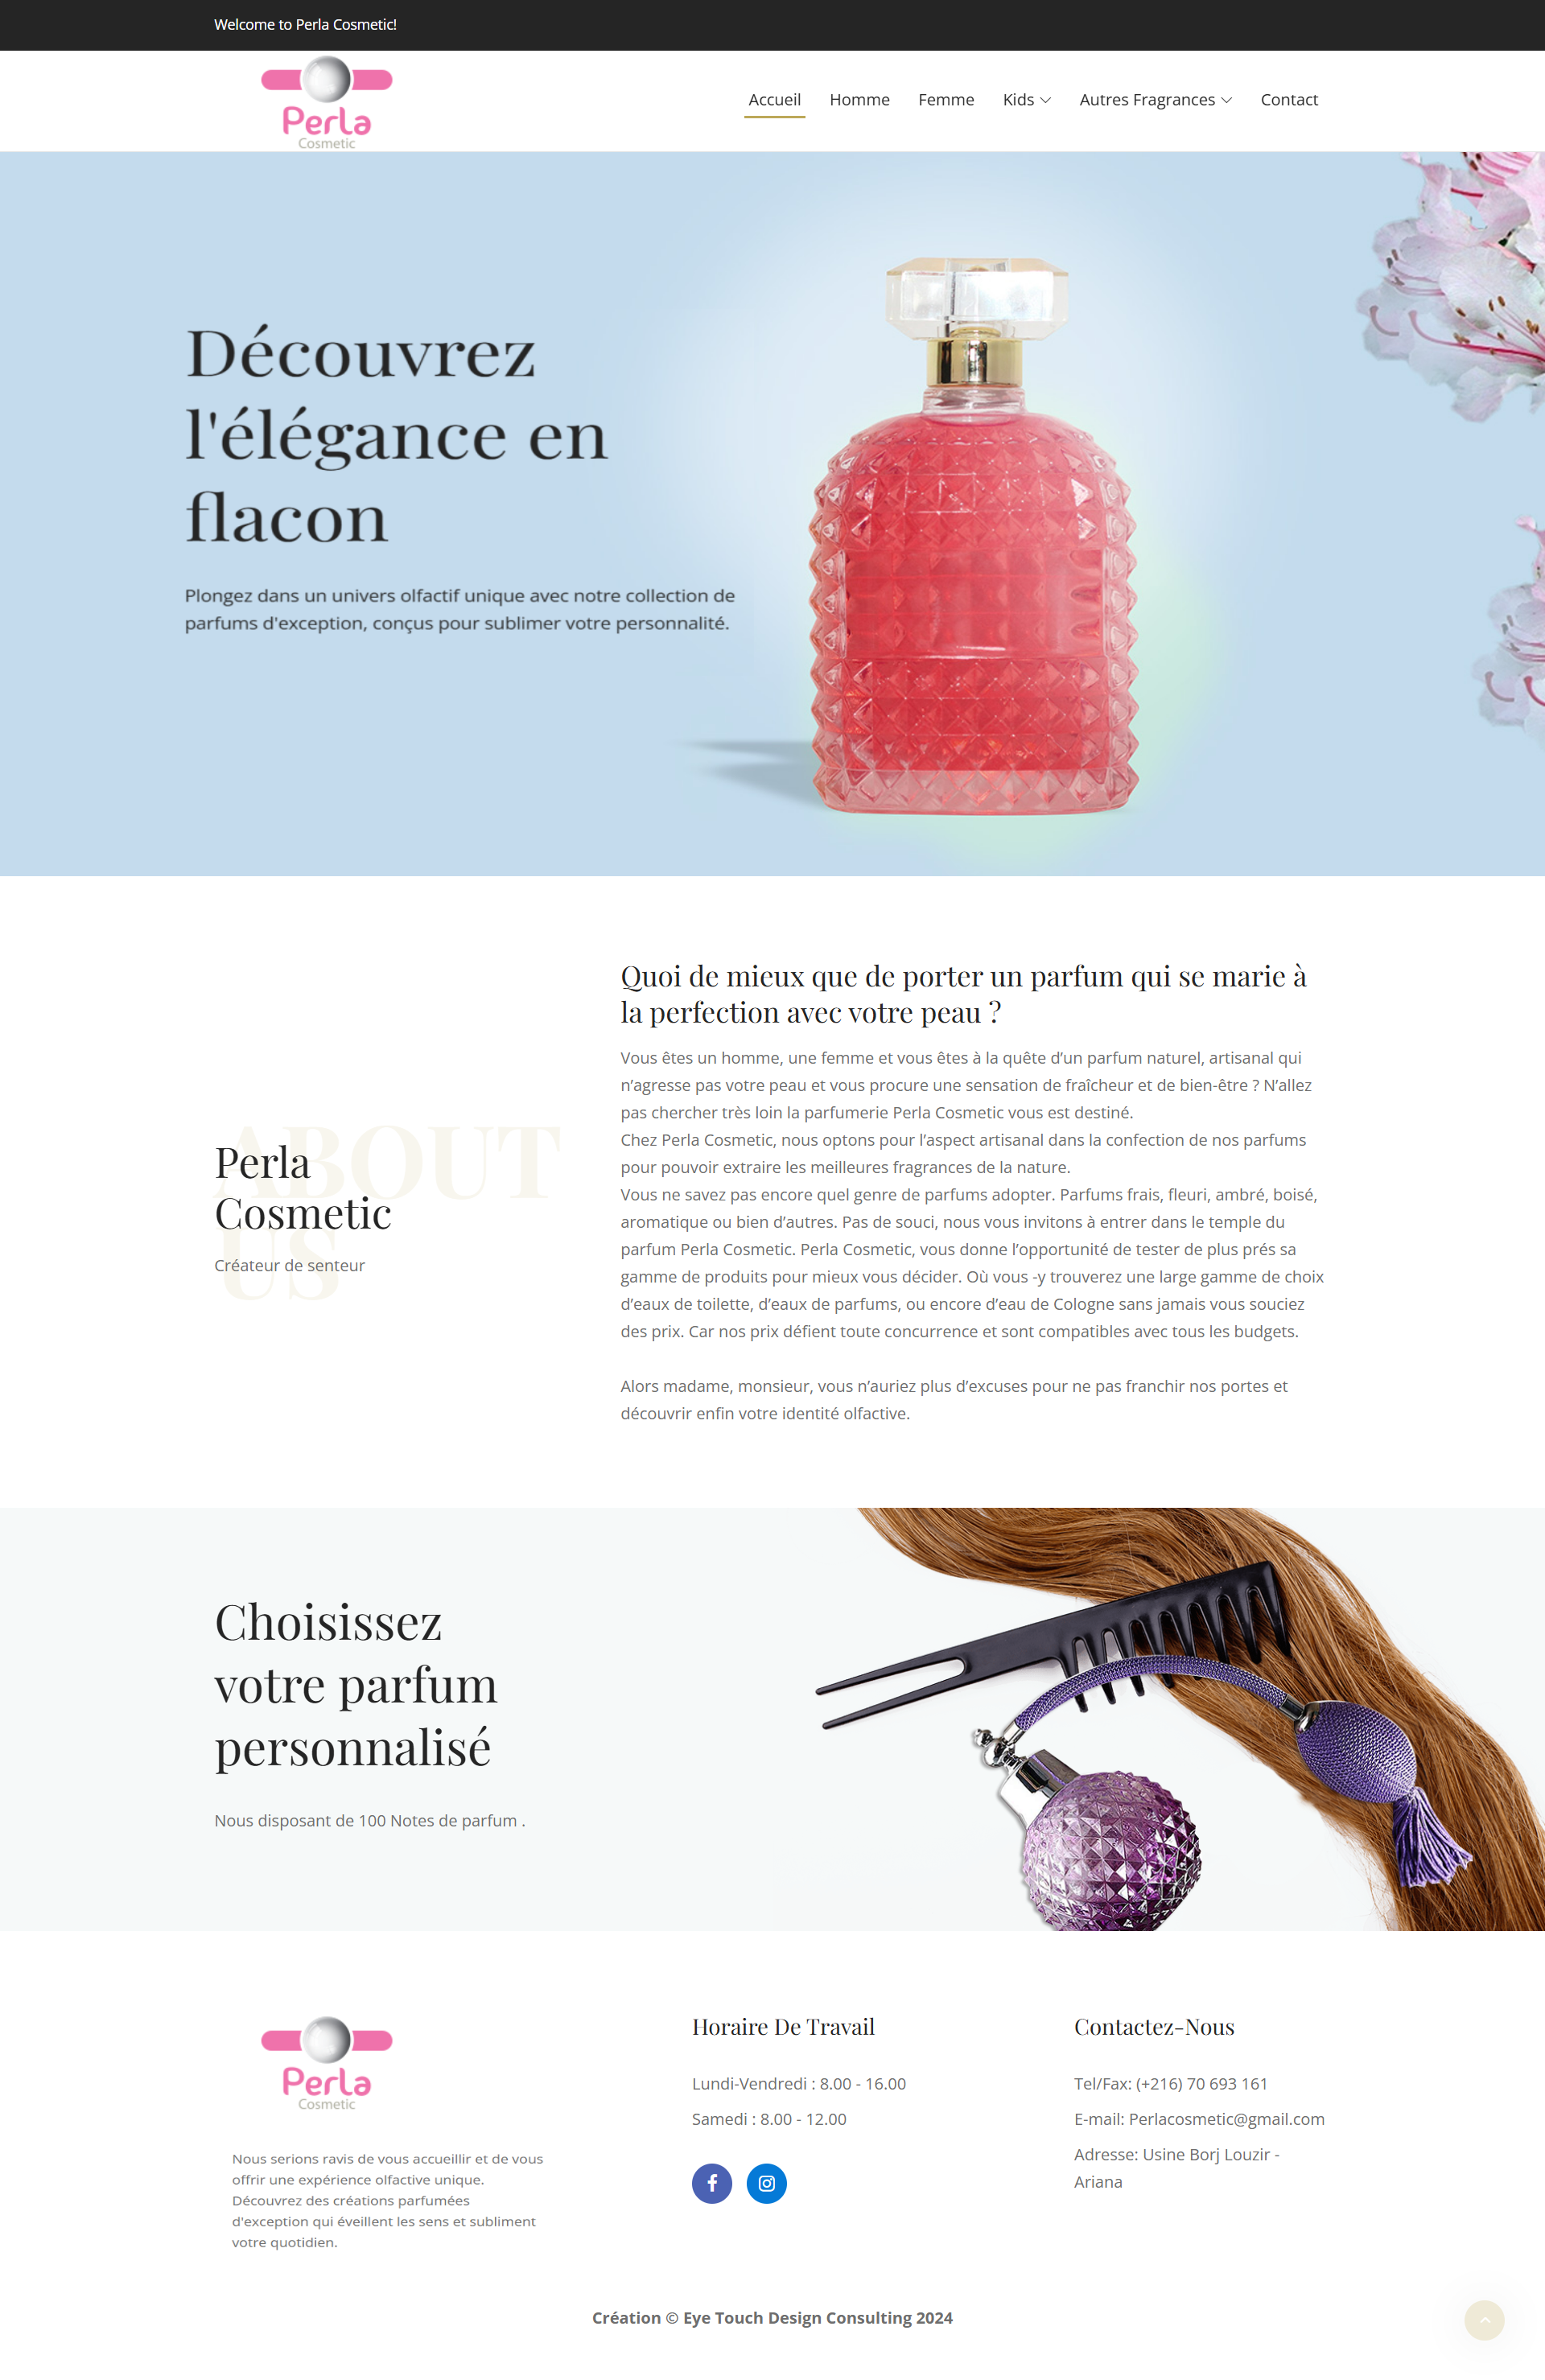 Welcome to Perla Cosmetic!
Perla
Cosmetic
Accueil Homme Femme Kids Autres Fragrances Contact
Découvrez
l'élégance en
flacon
Plongez dans un univers olfactif unique avec notre collection de
parfums d'exception, conçus pour sublimer votre personnalité.
ABOUT
US
Perla
Cosmetic
Créateur de senteur
Quoi de mieux que de porter un parfum qui se marie à
la perfection avec votre peau ?
Vous êtes un homme, une femme et vous êtes à la quête d’un parfum naturel, artisanal qui
n’agresse pas votre peau et vous procure une sensation de fraîcheur et de bien-être ? N’allez
pas chercher très loin la parfumerie Perla Cosmetic vous est destiné.
Chez Perla Cosmetic, nous optons pour l’aspect artisanal dans la confection de nos parfums
pour pouvoir extraire les meilleures fragrances de la nature.
Vous ne savez pas encore quel genre de parfums adopter. Parfums frais, fleuri, ambré, boisé,
aromatique ou bien d’autres. Pas de souci, nous vous invitons à entrer dans le temple du
parfum Perla Cosmetic. Perla Cosmetic, vous donne l’opportunité de tester de plus prés sa
gamme de produits pour mieux vous décider. Où vous -y trouverez une large gamme de choix
d’eaux de toilette, d’eaux de parfums, ou encore d’eau de Cologne sans jamais vous souciez
des prix. Car nos prix défient toute concurrence et sont compatibles avec tous les budgets.
Alors madame, monsieur, vous n’auriez plus d’excuses pour ne pas franchir nos portes et
découvrir enfin votre identité olfactive.
Choisissez
votre parfum
personnalisé
Nous disposant de 100 Notes de parfum .
Perla
Cosmetic
Nous serions ravis de vous accueillir et de vous
offrir une expérience olfactive unique.
Découvrez des créations parfumées
d'exception qui éveillent les sens et subliment
votre quotidien.
Horaire De Travail
Lundi-Vendredi : 8.00 - 16.00
Samedi : 8.00 - 12.00
Contactez-Nous
Tel/Fax: (+216) 70 693 161
E-mail: Perlacosmetic@gmail.com
Adresse: Usine Borj Louzir -
Ariana
Création © Eye Touch Design Consulting 2024